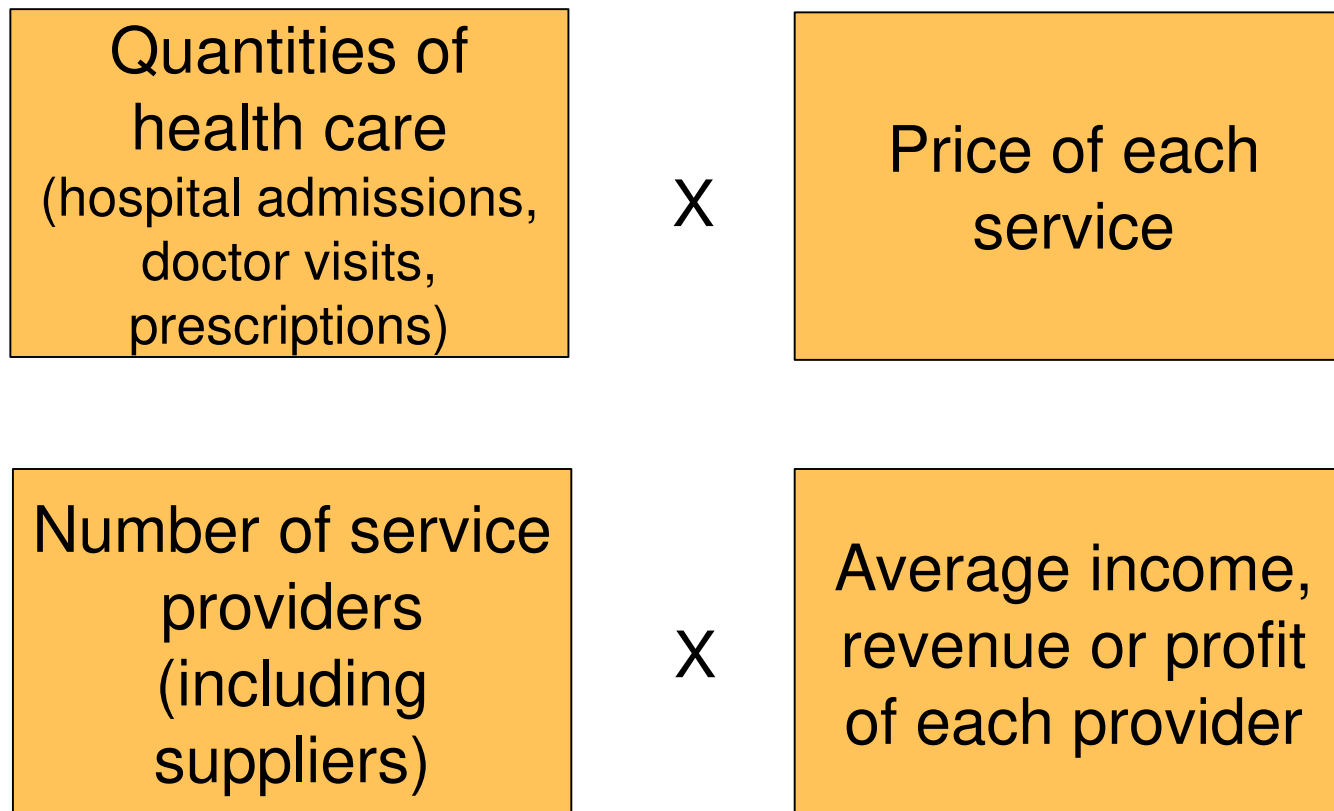 Quantities of
health care
(hospital admissions,
doctor visits,
prescriptions)
X
Price of each
service
Number of service
providers
(including
suppliers)
X
Average income,
revenue or profit
of each provider